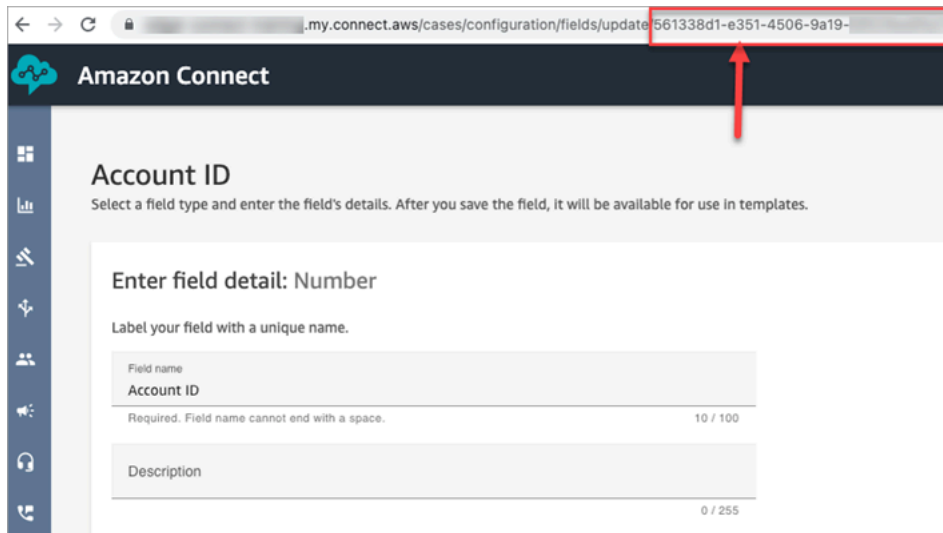 .my.connect.aws/cases/configuration/fields/update/561338d1-e351-4506-9a19-
Amazon Connect
Account ID
Select a field type and enter the field's details. After you save the field, it will be available for use in templates.
Enter field detail: Number
Label your field with a unique name.
Field name
Account ID
Required. Field name cannot end with a space.
10 / 100
Description
0 / 255